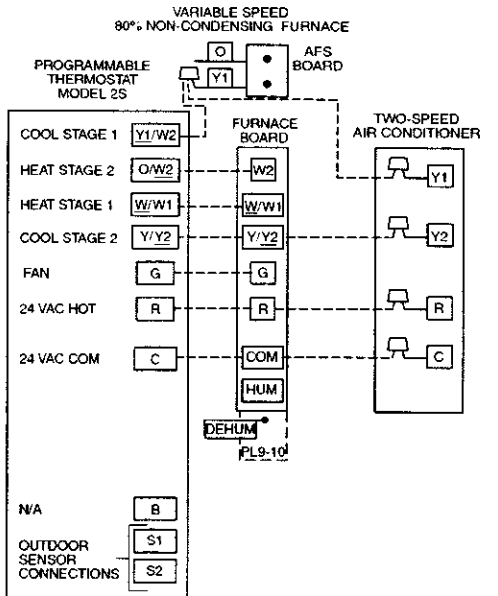 VARIABLE SPEED
80% NON-CONDENSING FURNACE
O
Y1
AFS
BOARD
PROGRAMMABLE
THERMOSTAT
MODEL 2S
FURNACE
BOARD
TWO-SPEED
AIR CONDITIONER
COOL STAGE 1 Y1/W2
Y1
HEAT STAGE 2 O/W2 W2
HEAT STAGE 1 W/W1 W/W1
COOL STAGE 2 Y/Y2 Y/Y2 Y2
FAN G G
24 VAC HOT R R R
24 VAC COM C COM C
HUM
DEHUM
PL9-10
N/A B
OUTDOOR
SENSOR
CONNECTIONS
S1
S2